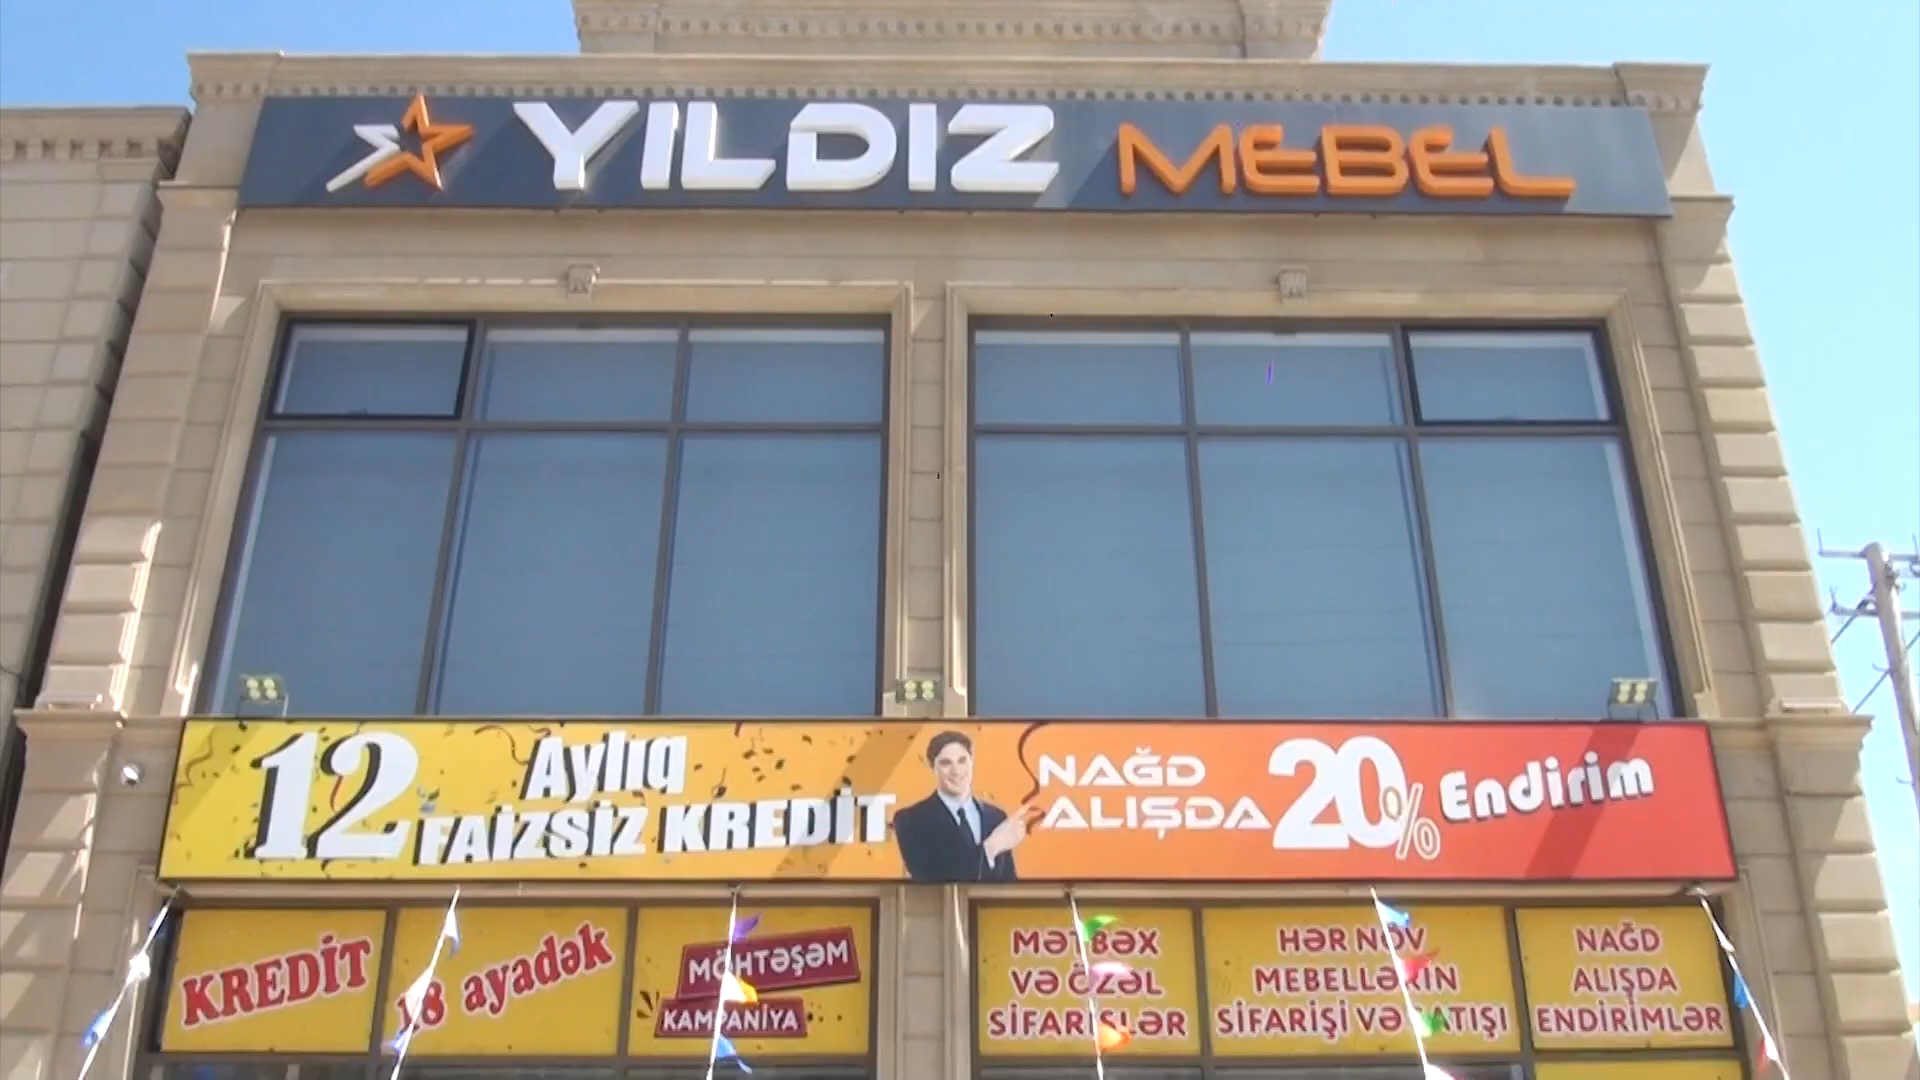 YILDIZ MEBEL
12 Aylıq
FAİZSİZ KREDİT
NAĞD
ALIŞDA
20% Endirim
KREDİT
18 ayadək
MÖHTƏŞƏM
KAMPANİYA
MƏTBƏX
VƏ ÖZƏL
SİFARİŞLƏR
HƏR NÖV
MEBELLƏRİN
SİFARİŞİ VƏ SATIŞI
NAĞD
ALIŞDA
ENDİRİMLƏR